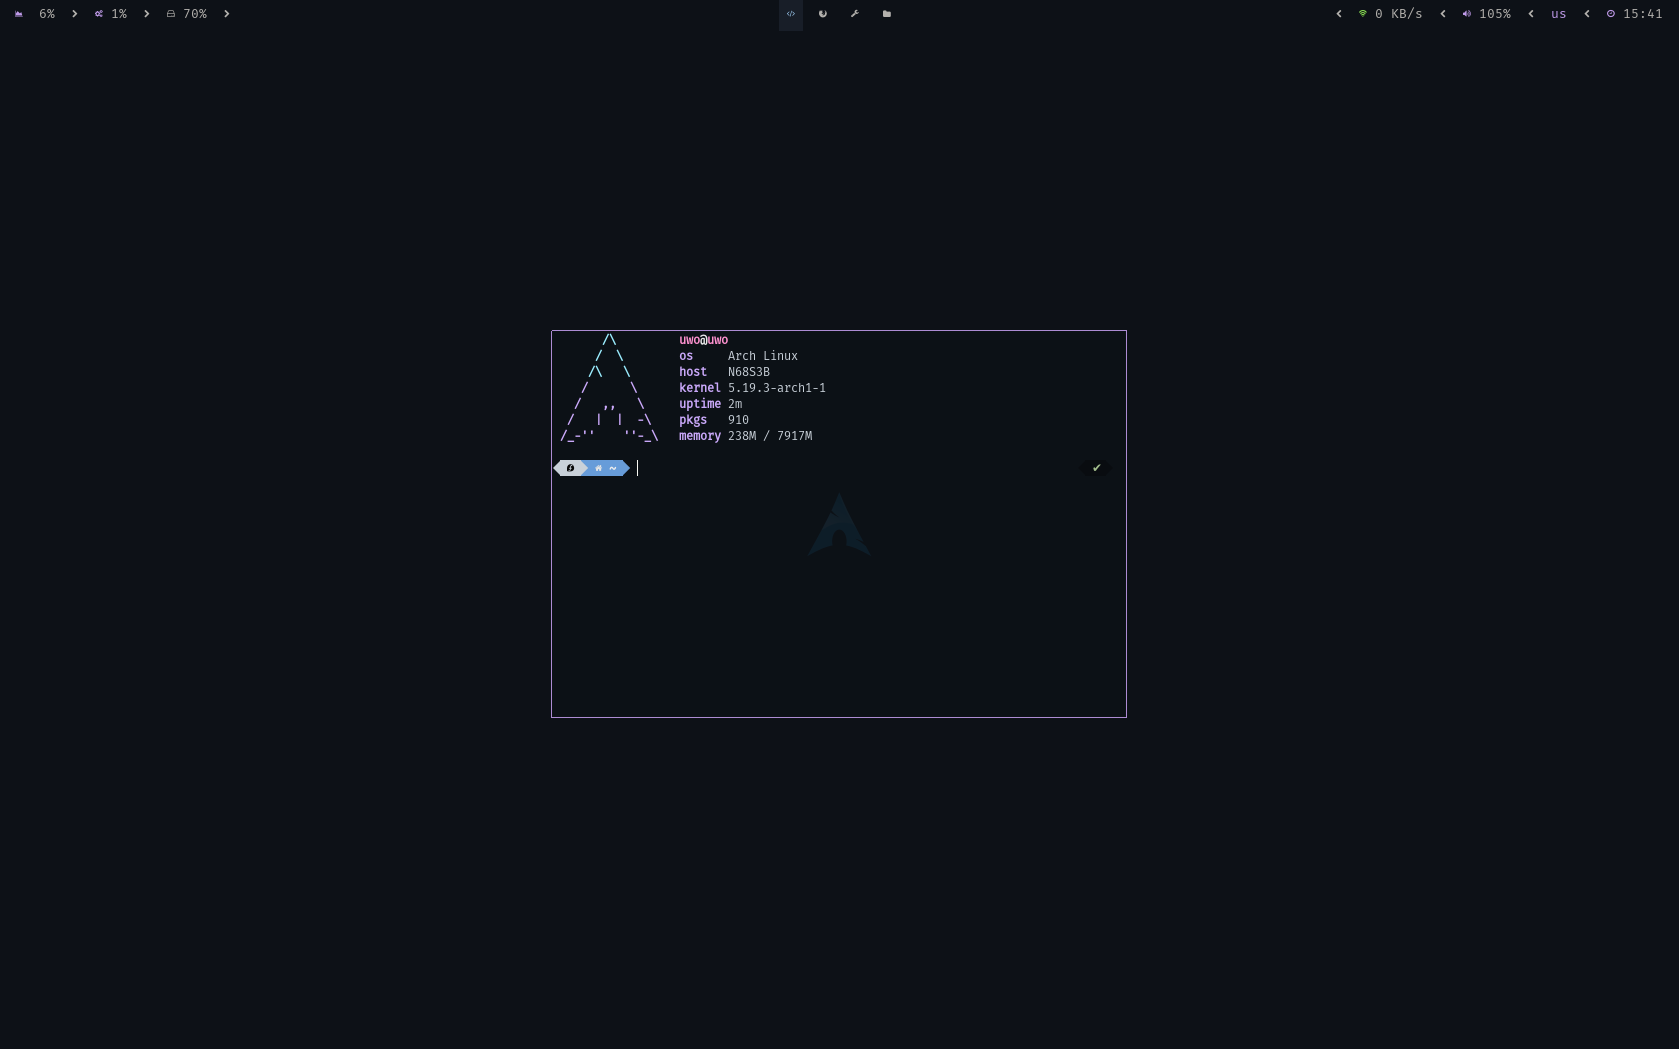 6% 1% 70% 0 KB/s 105% us 15:41
uwo@uwo
os Arch Linux
host N68S3B
kernel 5.19.3-arch1-1
uptime 2m
pkgs 910
memory 238M / 7917M
~